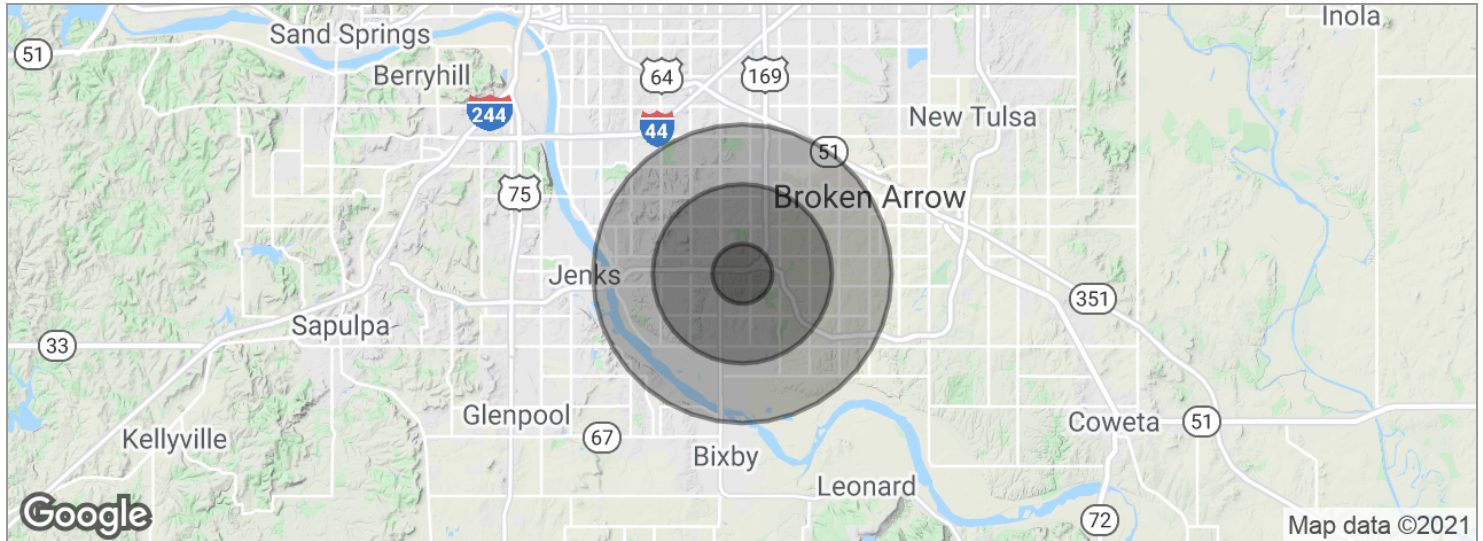 Inola
Sand Springs
51
Berryhill
64
169
244
44
New Tulsa
51
75
Broken Arrow
Jenks
351
Sapulpa
33
Glenpool
67
Kellyville
Coweta
51
Bixby
Leonard
72
Google
Map data ©2021